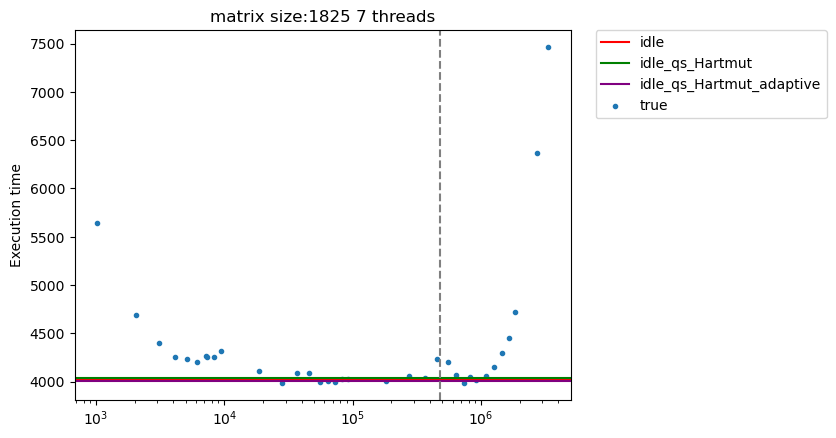 matrix size:1825 7 threads
Execution time
7500
7000
6500
6000
5500
5000
4500
4000
10³
10⁴
10⁵
10⁶
idle
idle_qs_Hartmut
idle_qs_Hartmut_adaptive
true